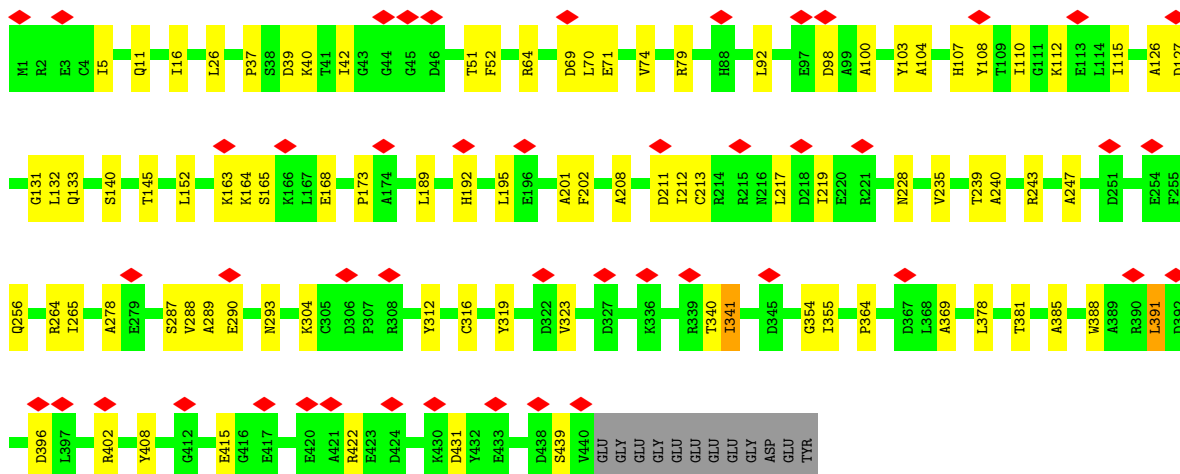 M1 R2 E3 C4 I5 Q11 I16 L26 P37 S38 D39 K40 T41 I42 G43 G44 G45 D46 T51 F52 R64 D69 L70 E71 V74 R79 H88 L92 E97 D98 A99 A100 Y103 A104 H107 Y108 T109 I110 G111 K112 E113 L114 I115 A126 D127
G131 L132 Q133 S140 T145 L152 K163 K164 S165 K166 L167 E168 P173 A174 L189 H192 L195 E196 A201 F202 A208 D211 I212 C213 R214 R215 N216 L217 D218 I219 E220 R221 N228 V235 T239 A240 R243 A247 D251 E254 F255
Q256 R264 I265 A278 E279 S287 V288 A289 E290 N293 K304 C305 D306 P307 R308 Y312 C316 Y319 D322 V323 D327 K336 R339 T340 I341 D345 G354 I355 P364 D367 L368 A369 L378 T381 A385 W388 A389 R390 L391 D392
D396 L397 R402 Y408 G412 E415 G416 E417 E420 A421 R422 E423 D424 K430 D431 Y432 E433 D438 S439 V440 GLU GLY GLU GLY GLU GLU GLU GLU GLY ASP GLU TYR